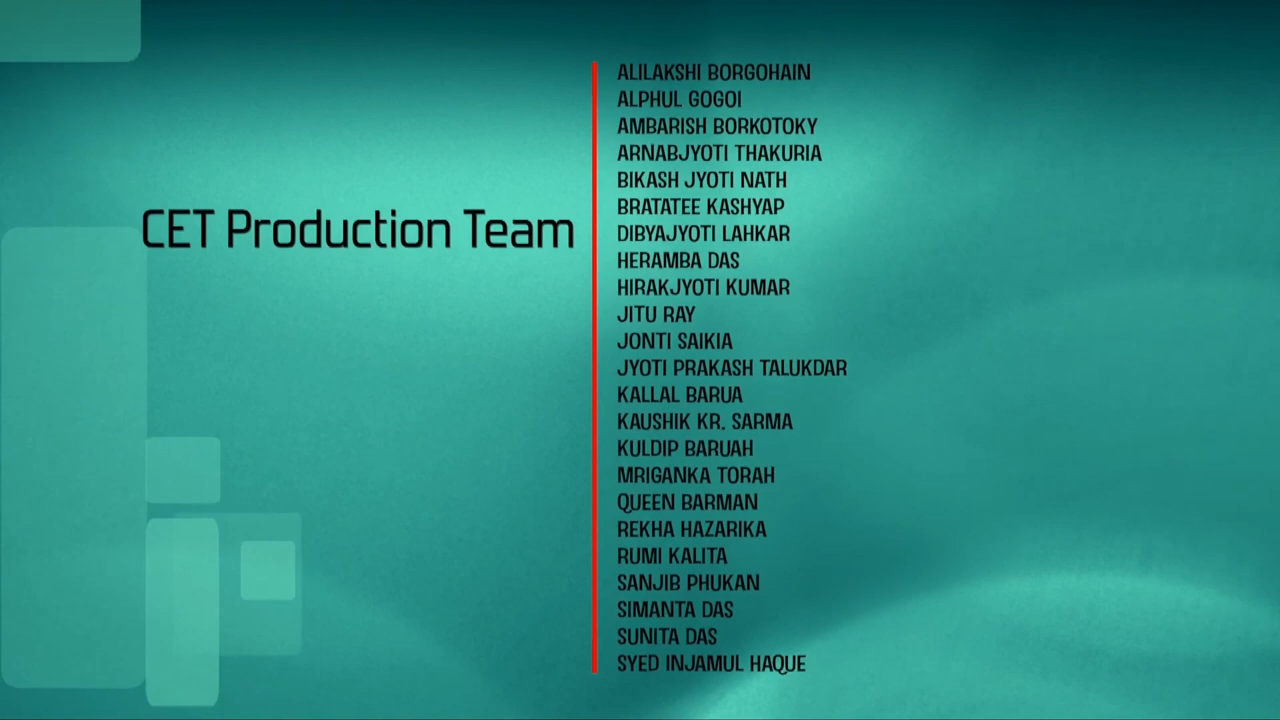 CET Production Team
ALILAKSHI BORGOHAIN
ALPHUL GOGOI
AMBARISH BORKOTOKY
ARNABJYOTI THAKURIA
BIKASH JYOTI NATH
BRATATEE KASHYAP
DIBYAJYOTI LAHKAR
HERAMBA DAS
HIRAKJYOTI KUMAR
JITU RAY
JONTI SAIKIA
JYOTI PRAKASH TALUKDAR
KALLAL BARUA
KAUSHIK KR. SARMA
KULDIP BARUAH
MRIGANKA TORAH
QUEEN BARMAN
REKHA HAZARIKA
RUMI KALITA
SANJIB PHUKAN
SIMANTA DAS
SUNITA DAS
SYED INJAMUL HAQUE